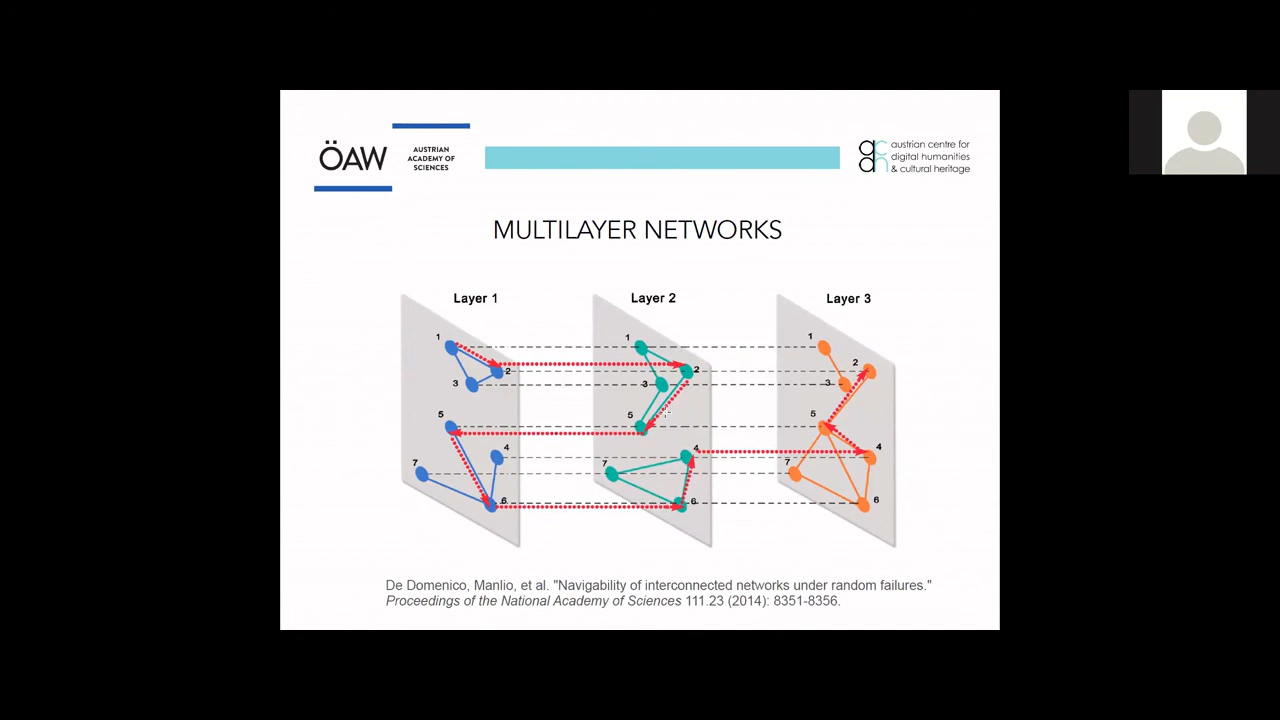 ÖAW
AUSTRIAN
ACADEMY OF
SCIENCES
ac
dh
austrian centre for
digital humanities
& cultural heritage
MULTILAYER NETWORKS
Layer 1
Layer 2
Layer 3
1
2
3
5
4
7
6
1
2
3
5
4
7
6
1
2
3
5
4
7
6
De Domenico, Manlio, et al. "Navigability of interconnected networks under random failures."
Proceedings of the National Academy of Sciences 111.23 (2014): 8351-8356.